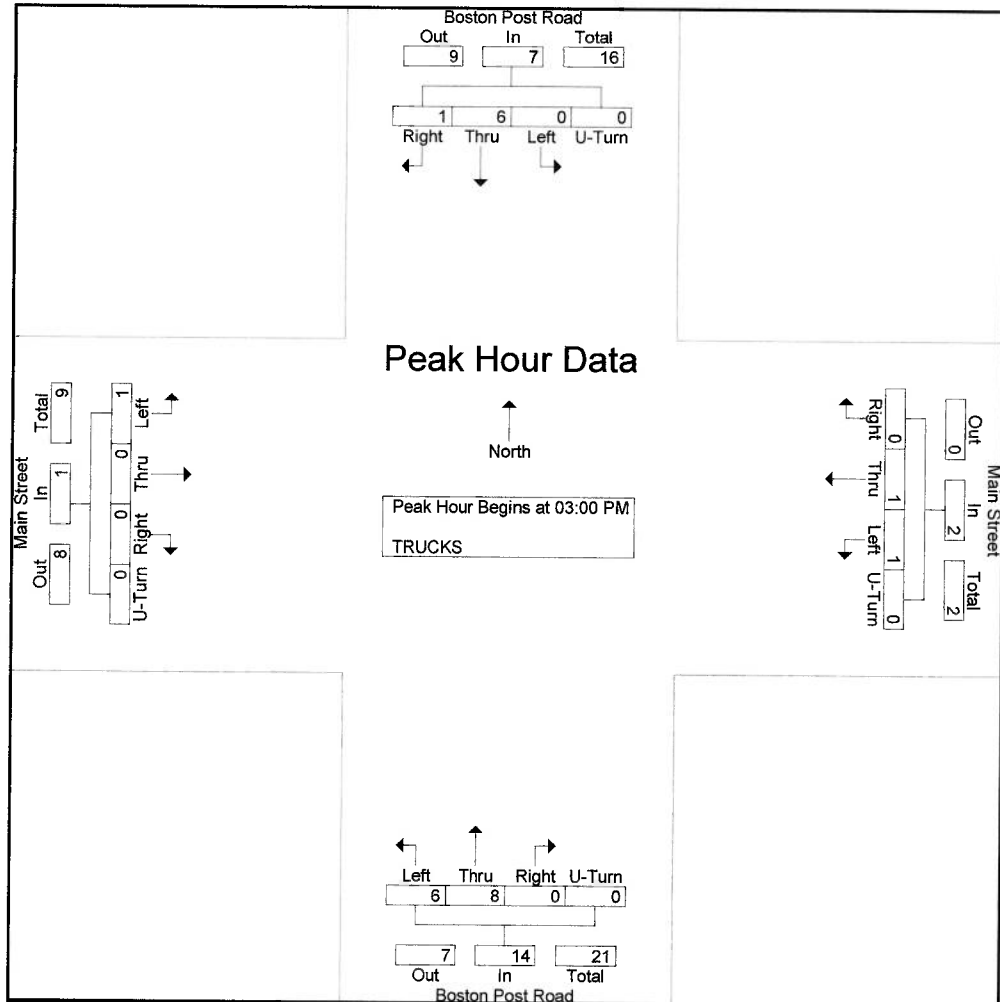 Boston Post Road
Out In Total
9 7 16
1 6 0 0
Right Thru Left U-Turn
Peak Hour Data
North
Peak Hour Begins at 03:00 PM
TRUCKS
Main Street
Total In Out
9 1 8
1 0 0 0
Left Thru Right U-Turn
Right Thru Left U-Turn
0 1 1 0
Out In Total
0 2 2
Main Street
Left Thru Right U-Turn
6 8 0 0
7 14 21
Out In Total
Boston Post Road